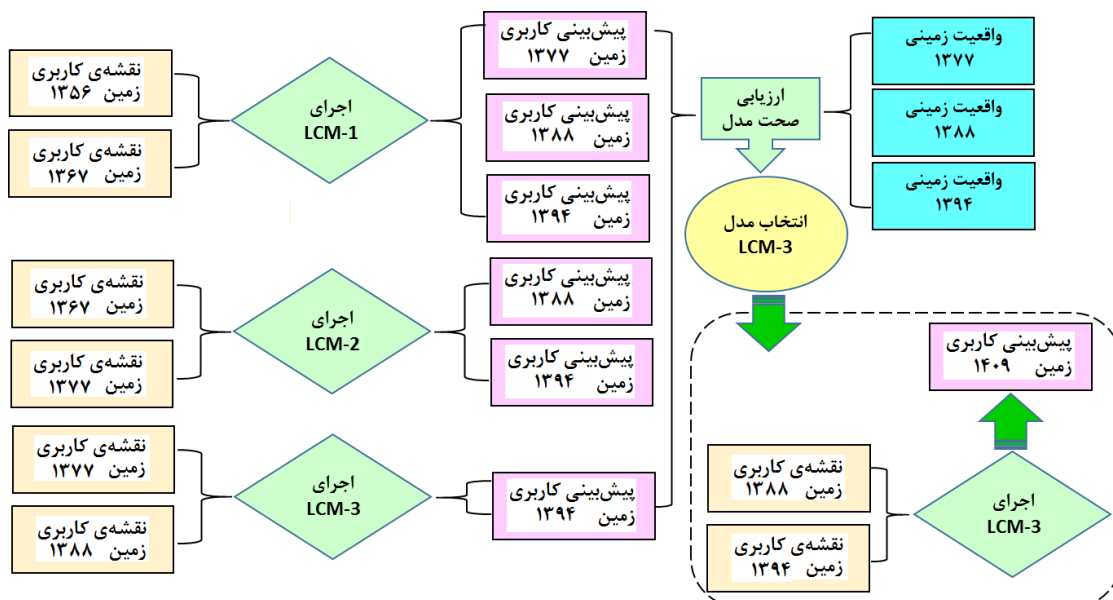 نقشه‌ی کاربری
زمین ۱۳۵۶
نقشه‌ی کاربری
زمین ۱۳۶۷
اجرای
LCM-1
پیش‌بینی کاربری
زمین ۱۳۷۷
پیش‌بینی کاربری
زمین ۱۳۸۸
پیش‌بینی کاربری
زمین ۱۳۹۴
نقشه‌ی کاربری
زمین ۱۳۶۷
نقشه‌ی کاربری
زمین ۱۳۷۷
اجرای
LCM-2
پیش‌بینی کاربری
زمین ۱۳۸۸
پیش‌بینی کاربری
زمین ۱۳۹۴
نقشه‌ی کاربری
زمین ۱۳۷۷
نقشه‌ی کاربری
زمین ۱۳۸۸
اجرای
LCM-3
پیش‌بینی کاربری
زمین ۱۳۹۴
ارزیابی
صحت مدل
واقعیت زمینی
۱۳۷۷
واقعیت زمینی
۱۳۸۸
واقعیت زمینی
۱۳۹۴
انتخاب مدل
LCM-3
نقشه‌ی کاربری
زمین ۱۳۸۸
نقشه‌ی کاربری
زمین ۱۳۹۴
اجرای
LCM-3
پیش‌بینی کاربری
زمین ۱۴۰۹